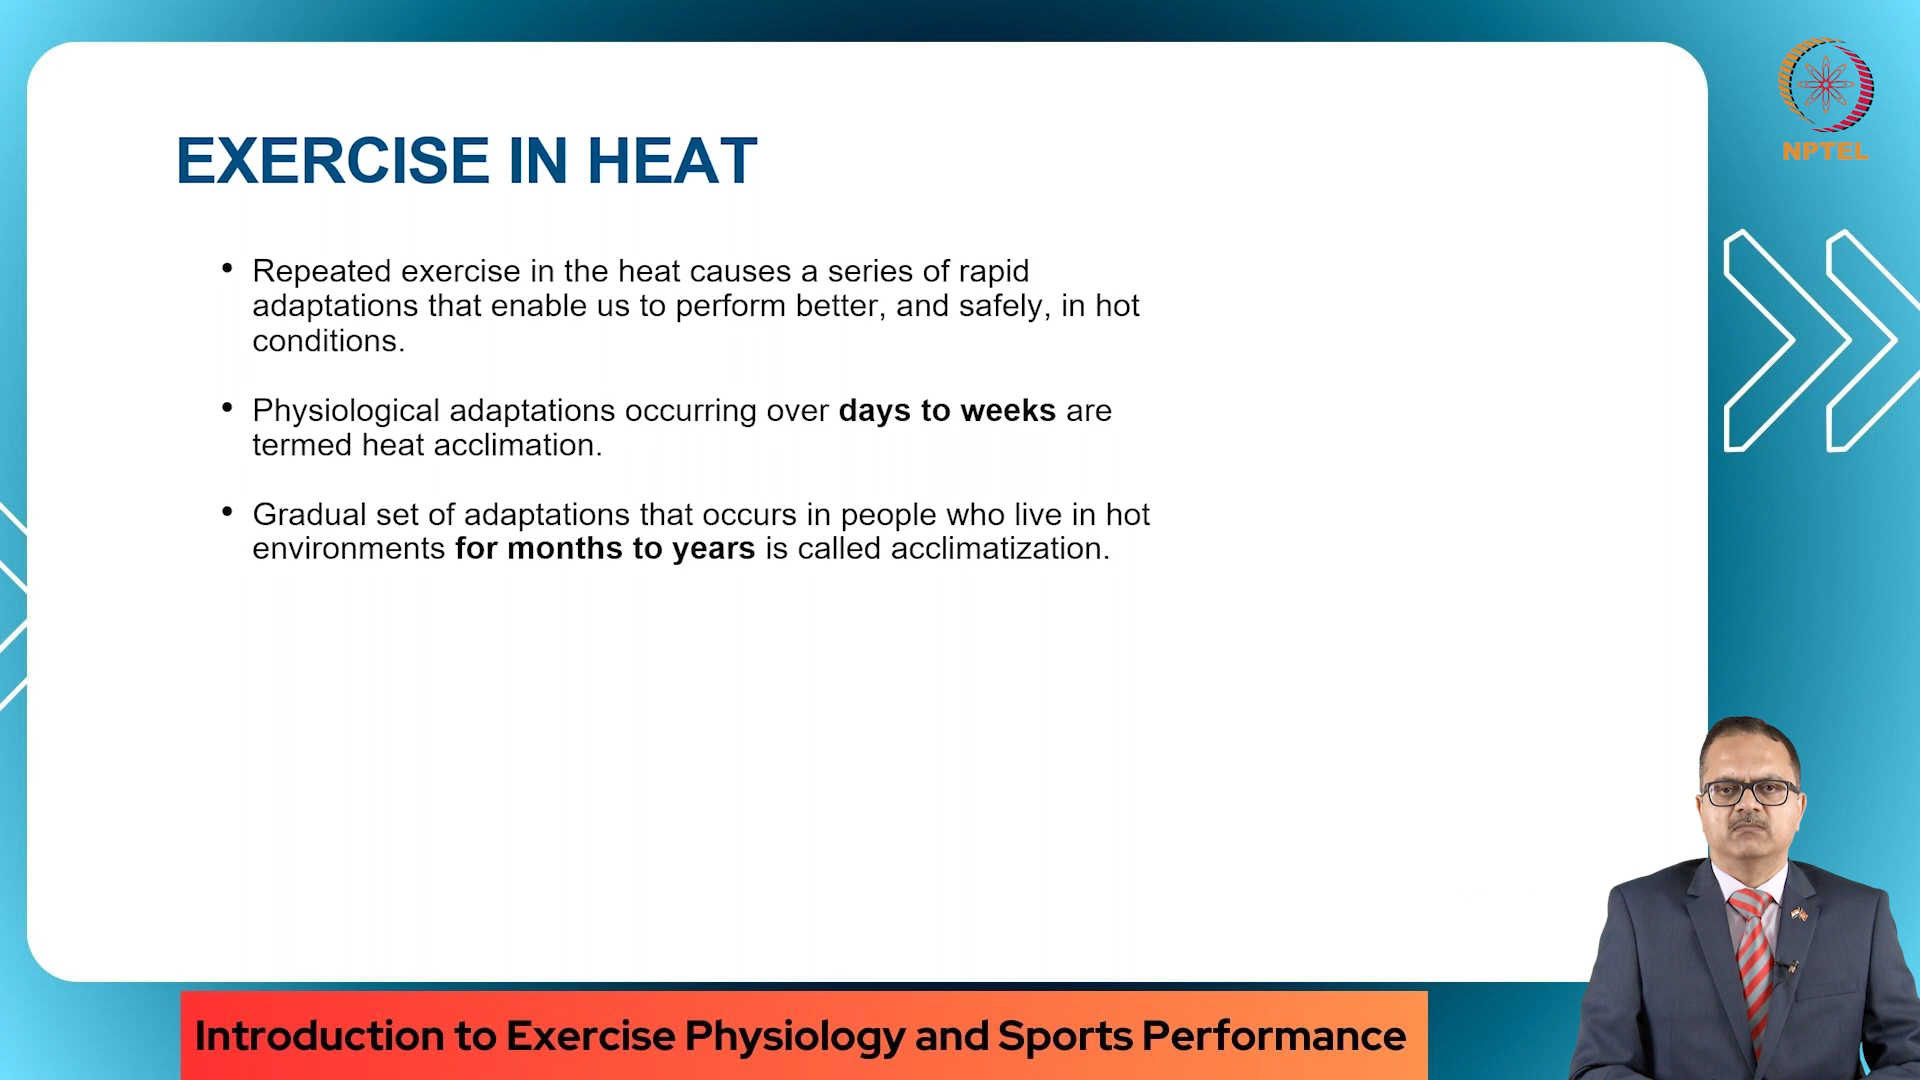 EXERCISE IN HEAT
NPTEL
• Repeated exercise in the heat causes a series of rapid
adaptations that enable us to perform better, and safely, in hot
conditions.
• Physiological adaptations occurring over days to weeks are
termed heat acclimation.
• Gradual set of adaptations that occurs in people who live in hot
environments for months to years is called acclimatization.
Introduction to Exercise Physiology and Sports Performance